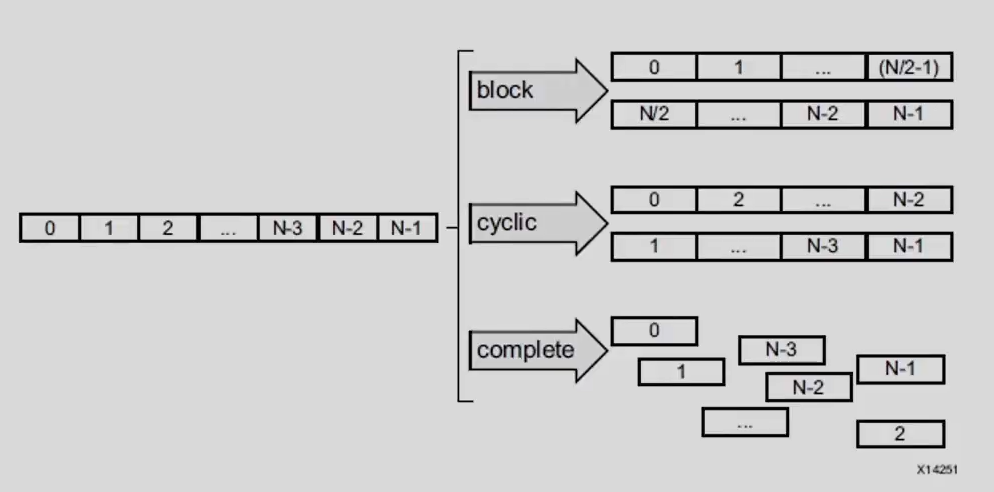 block
0 1 ... (N/2-1)
N/2 ... N-2 N-1
0 1 2 ... N-3 N-2 N-1
cyclic
0 2 ... N-2
1 ... N-3 N-1
complete
0
N-3
1
N-1
N-2
...
2
X14251